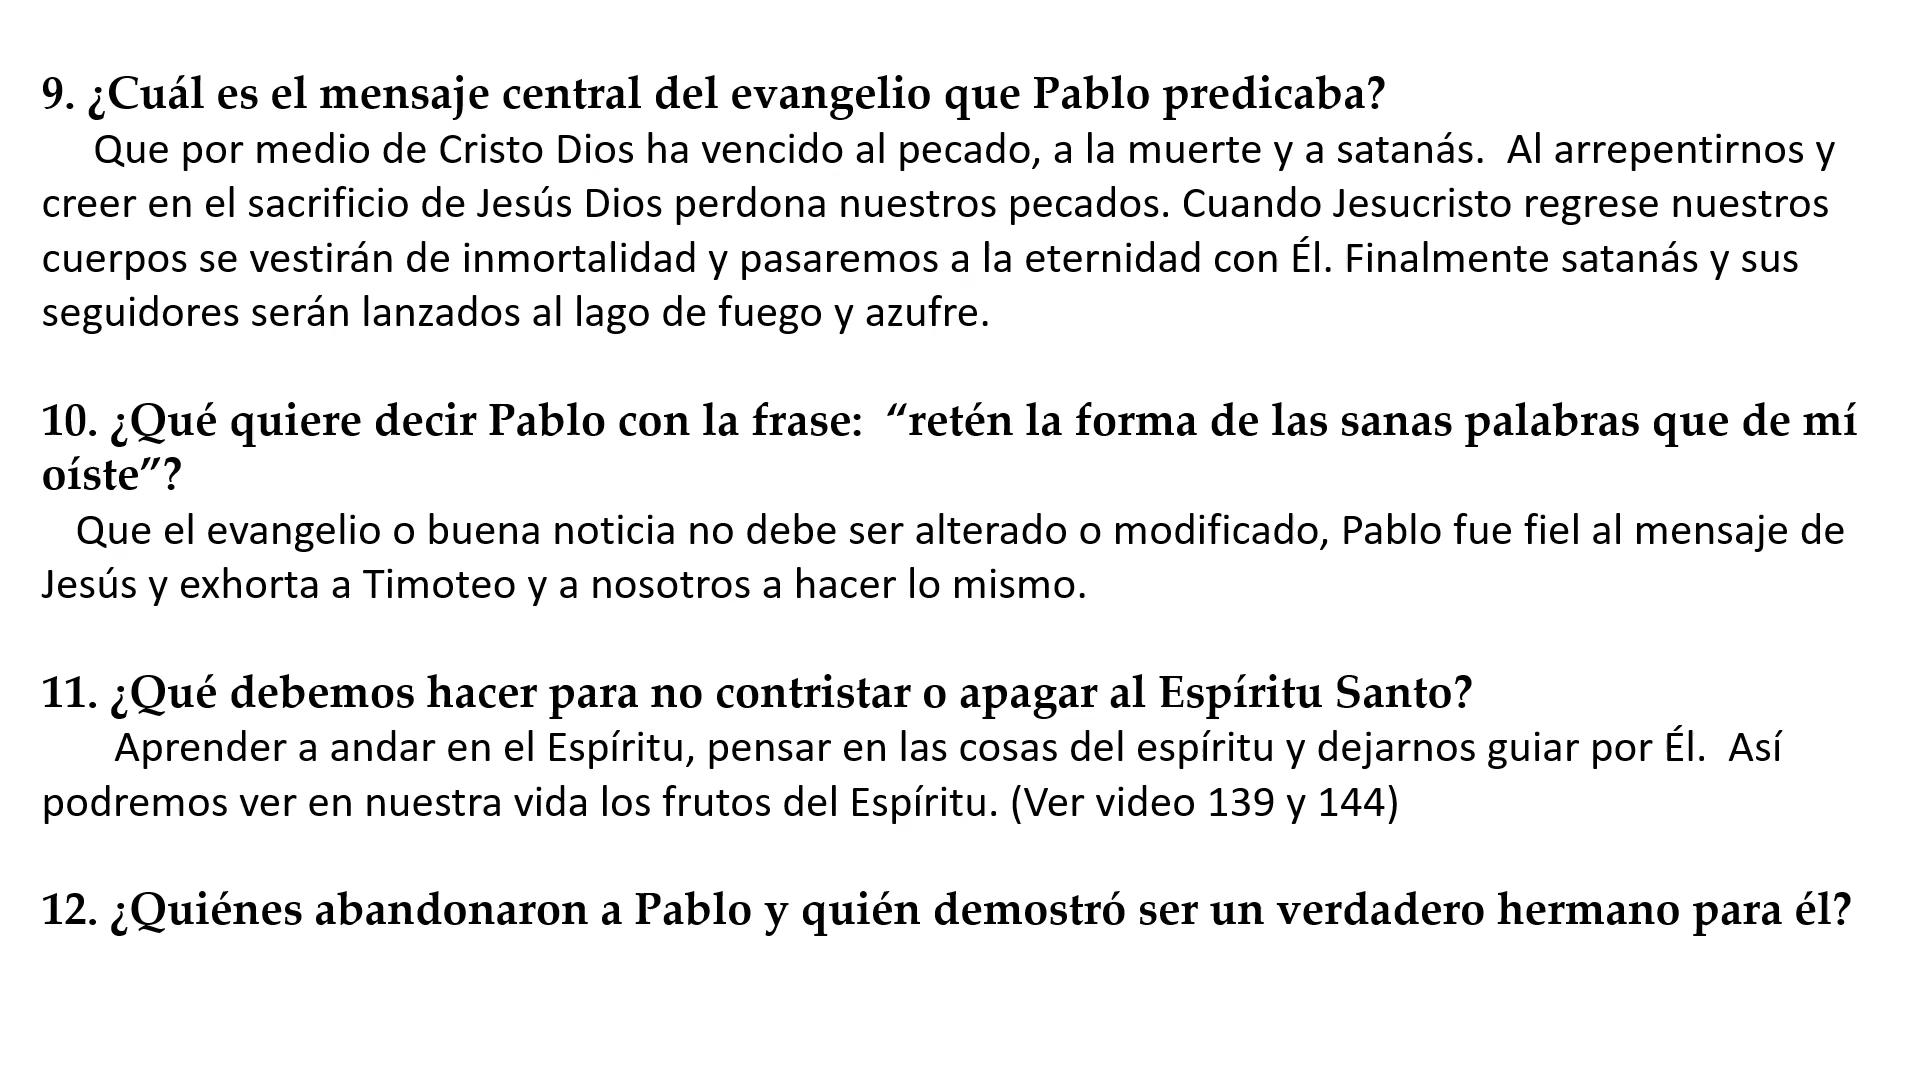 9. ¿Cuál es el mensaje central del evangelio que Pablo predicaba?
Que por medio de Cristo Dios ha vencido al pecado, a la muerte y a satanás.  Al arrepentirnos y
creer en el sacrificio de Jesús Dios perdona nuestros pecados. Cuando Jesucristo regrese nuestros
cuerpos se vestirán de inmortalidad y pasaremos a la eternidad con Él. Finalmente satanás y sus
seguidores serán lanzados al lago de fuego y azufre.
10. ¿Qué quiere decir Pablo con la frase:  “retén la forma de las sanas palabras que de mí
oíste”?
Que el evangelio o buena noticia no debe ser alterado o modificado, Pablo fue fiel al mensaje de
Jesús y exhorta a Timoteo y a nosotros a hacer lo mismo.
11. ¿Qué debemos hacer para no contristar o apagar al Espíritu Santo?
Aprender a andar en el Espíritu, pensar en las cosas del espíritu y dejarnos guiar por Él.  Así
podremos ver en nuestra vida los frutos del Espíritu. (Ver video 139 y 144)
12. ¿Quiénes abandonaron a Pablo y quién demostró ser un verdadero hermano para él?